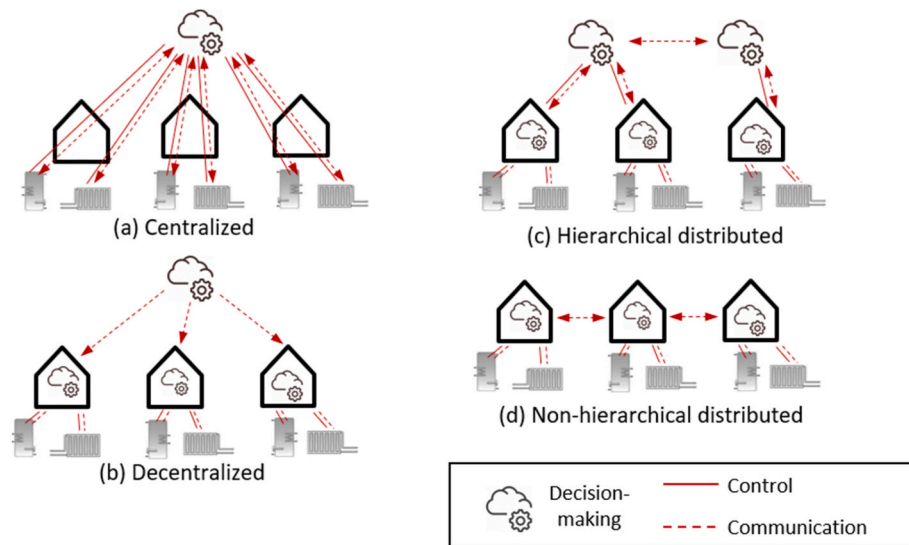 (a) Centralized
(b) Decentralized
(c) Hierarchical distributed
(d) Non-hierarchical distributed
Decision-
making
Control
Communication